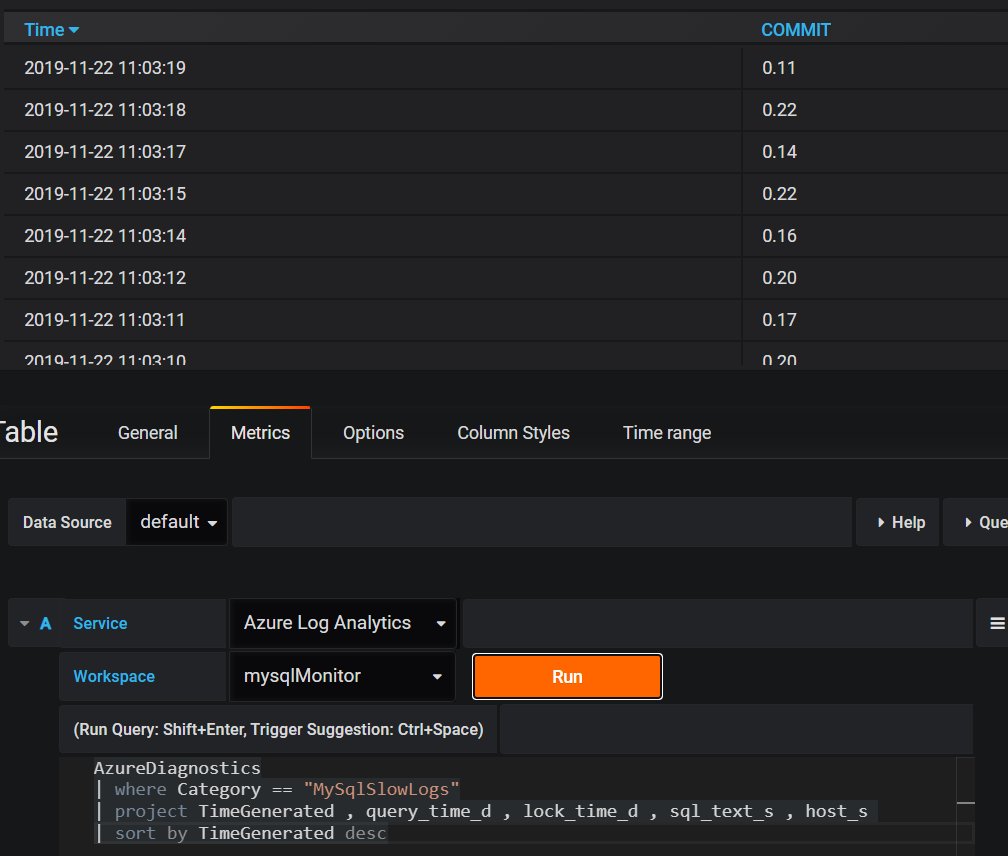 Time COMMIT
2019-11-22 11:03:19 0.11
2019-11-22 11:03:18 0.22
2019-11-22 11:03:17 0.14
2019-11-22 11:03:15 0.22
2019-11-22 11:03:14 0.16
2019-11-22 11:03:12 0.20
2019-11-22 11:03:11 0.17
2019-11-22 11:03:10 0.20
Table General Metrics Options Column Styles Time range
Data Source default Help Que
A Service Azure Log Analytics
Workspace mysqlMonitor Run
(Run Query: Shift+Enter, Trigger Suggestion: Ctrl+Space)
AzureDiagnostics
| where Category == "MySqlSlowLogs"
| project TimeGenerated , query_time_d , lock_time_d , sql_text_s , host_s
| sort by TimeGenerated desc